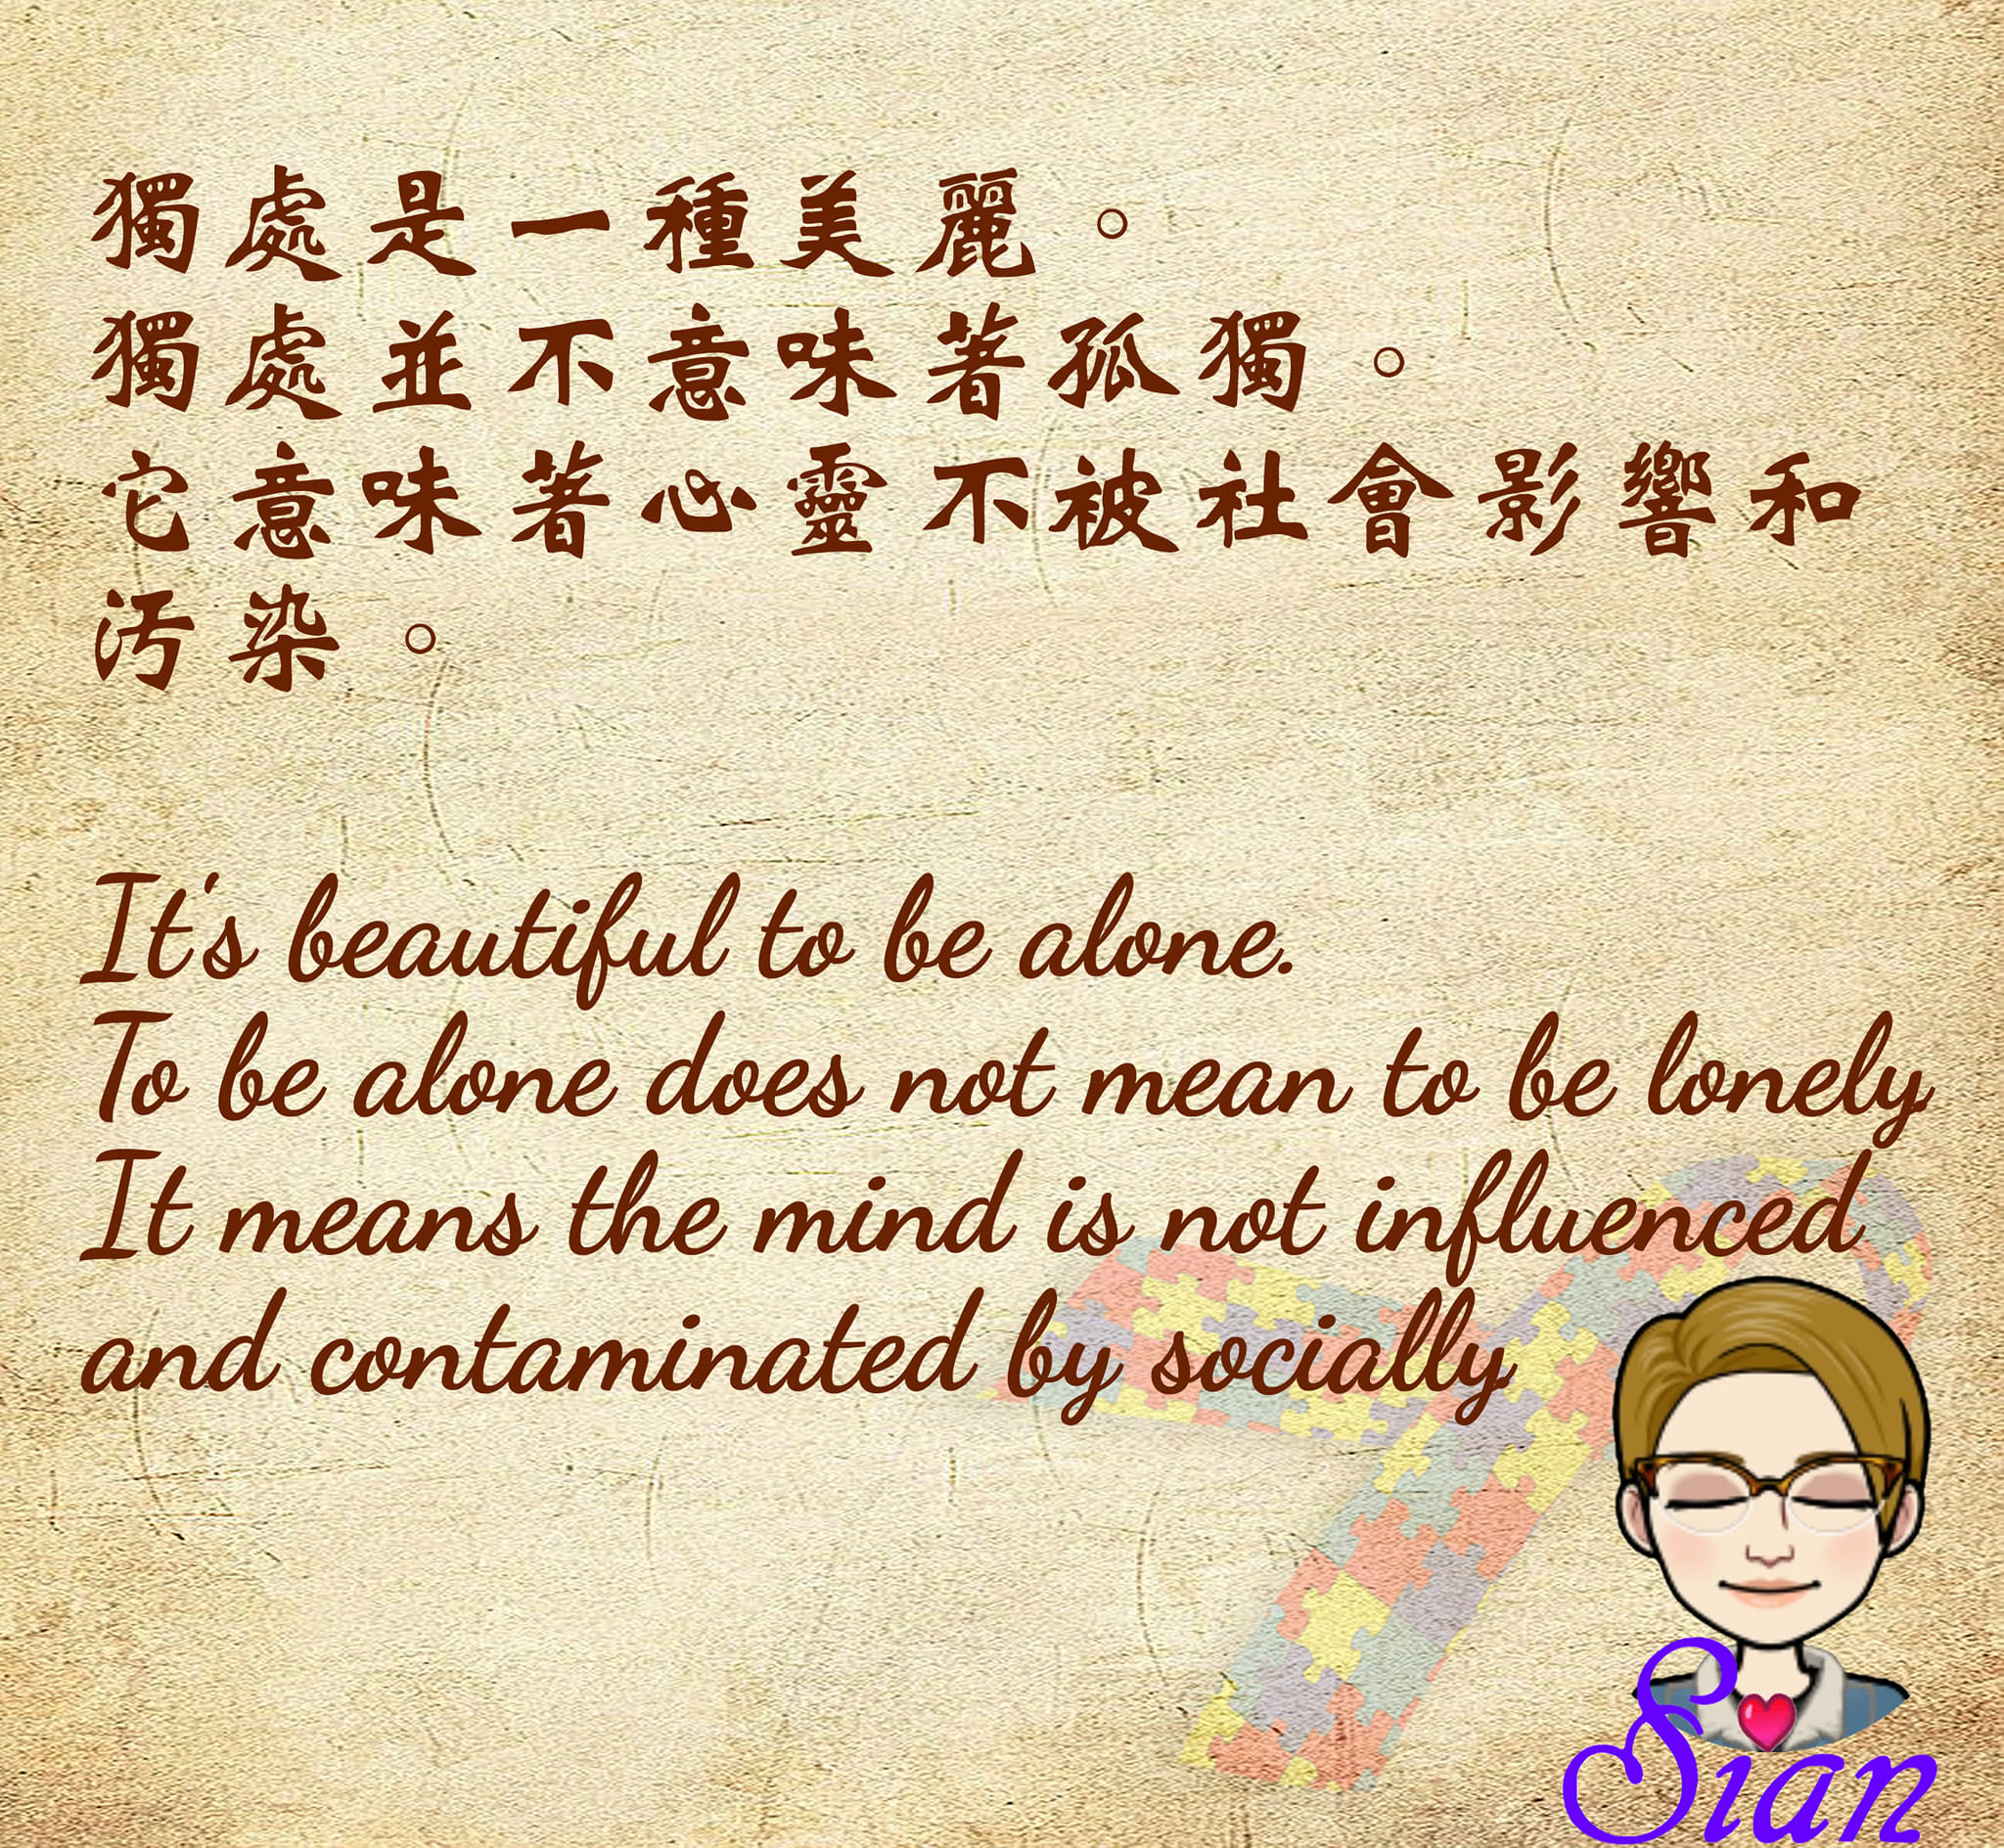 獨處是一種美麗。
獨處並不意味著孤獨。
它意味著心靈不被社會影響和
污染。
It's beautiful to be alone.
To be alone does not mean to be lonely
It means the mind is not influenced
and contaminated by socially
Sian